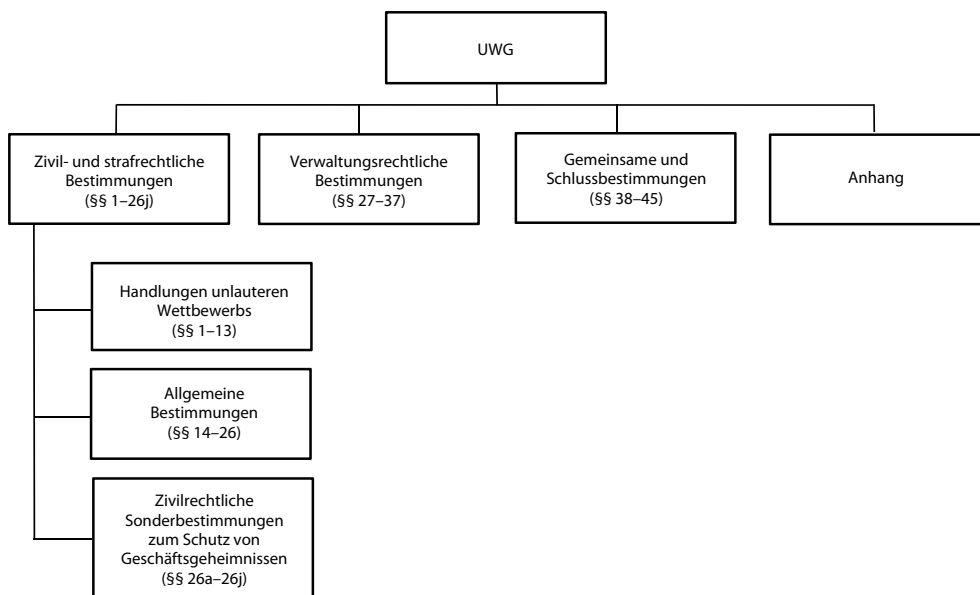 UWG
Zivil- und strafrechtliche
Bestimmungen
(§§ 1–26j)
Verwaltungsrechtliche
Bestimmungen
(§§ 27–37)
Gemeinsame und
Schlussbestimmungen
(§§ 38–45)
Anhang
Handlungen unlauteren
Wettbewerbs
(§§ 1–13)
Allgemeine
Bestimmungen
(§§ 14–26)
Zivilrechtliche
Sonderbestimmungen
zum Schutz von
Geschäftsgeheimnissen
(§§ 26a–26j)